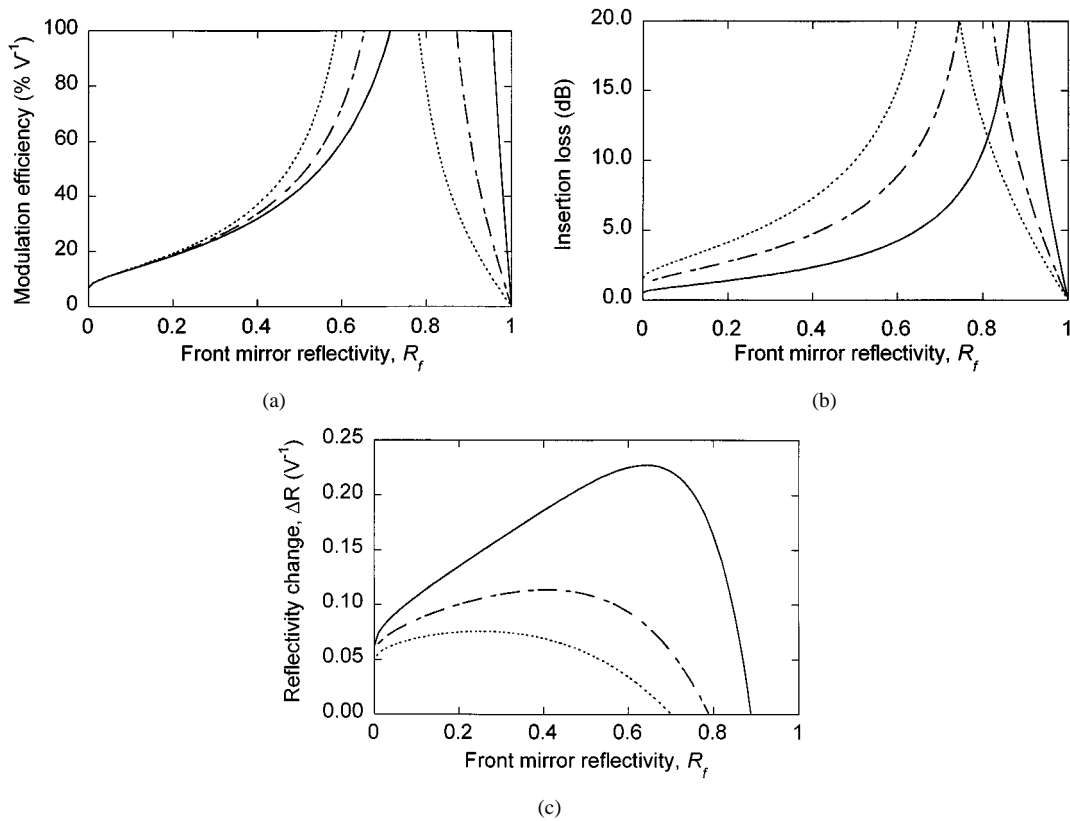 100
80
60
40
20
0
Modulation efficiency (% V⁻¹)
0 0.2 0.4 0.6 0.8 1
Front mirror reflectivity, R_f
(a)
20.0
15.0
10.0
5.0
0.0
Insertion loss (dB)
0 0.2 0.4 0.6 0.8 1
Front mirror reflectivity, R_f
(b)
0.25
0.20
0.15
0.10
0.05
0.00
Reflectivity change, ΔR (V⁻¹)
0 0.2 0.4 0.6 0.8 1
Front mirror reflectivity, R_f
(c)